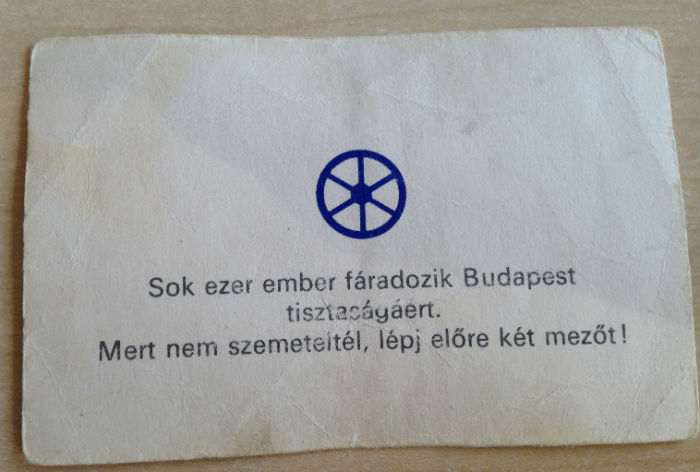 Sok ezer ember fáradozik Budapest
tisztaságáért.
Mert nem szemeteltél, lépj előre két mezőt!